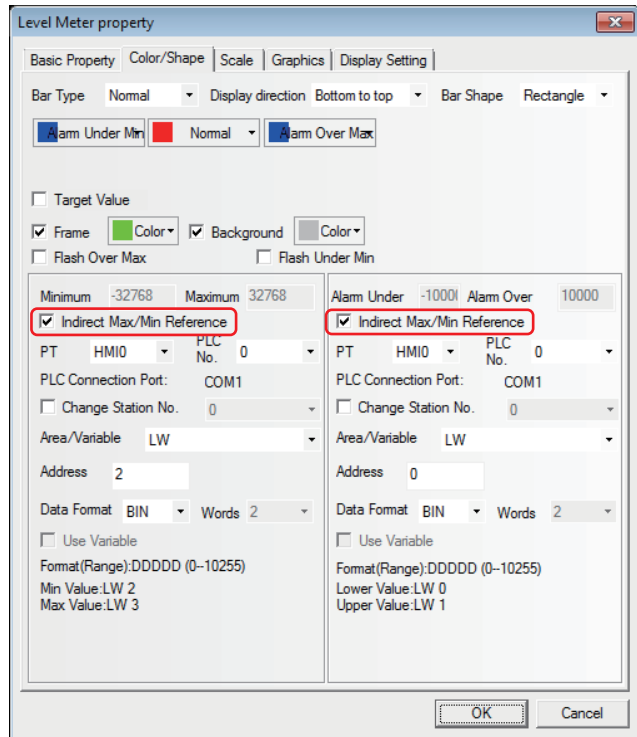 Level Meter property
Basic Property Color/Shape Scale Graphics Display Setting
Bar Type Normal Display direction Bottom to top Bar Shape Rectangle
Alarm Under Min Normal Alarm Over Max
Target Value
Frame Color Background Color
Flash Over Max Flash Under Min
Minimum -32768 Maximum 32768
Indirect Max/Min Reference
PT HMI0 PLC No. 0
PLC Connection Port: COM1
Change Station No. 0
Area/Variable LW
Address 2
Data Format BIN Words 2
Use Variable
Format(Range):DDDDD (0--10255)
Min Value:LW 2
Max Value:LW 3
Alarm Under -1000 Alarm Over 10000
Indirect Max/Min Reference
PT HMI0 PLC No. 0
PLC Connection Port: COM1
Change Station No. 0
Area/Variable LW
Address 0
Data Format BIN Words 2
Use Variable
Format(Range):DDDDD (0--10255)
Lower Value:LW 0
Upper Value:LW 1
OK Cancel